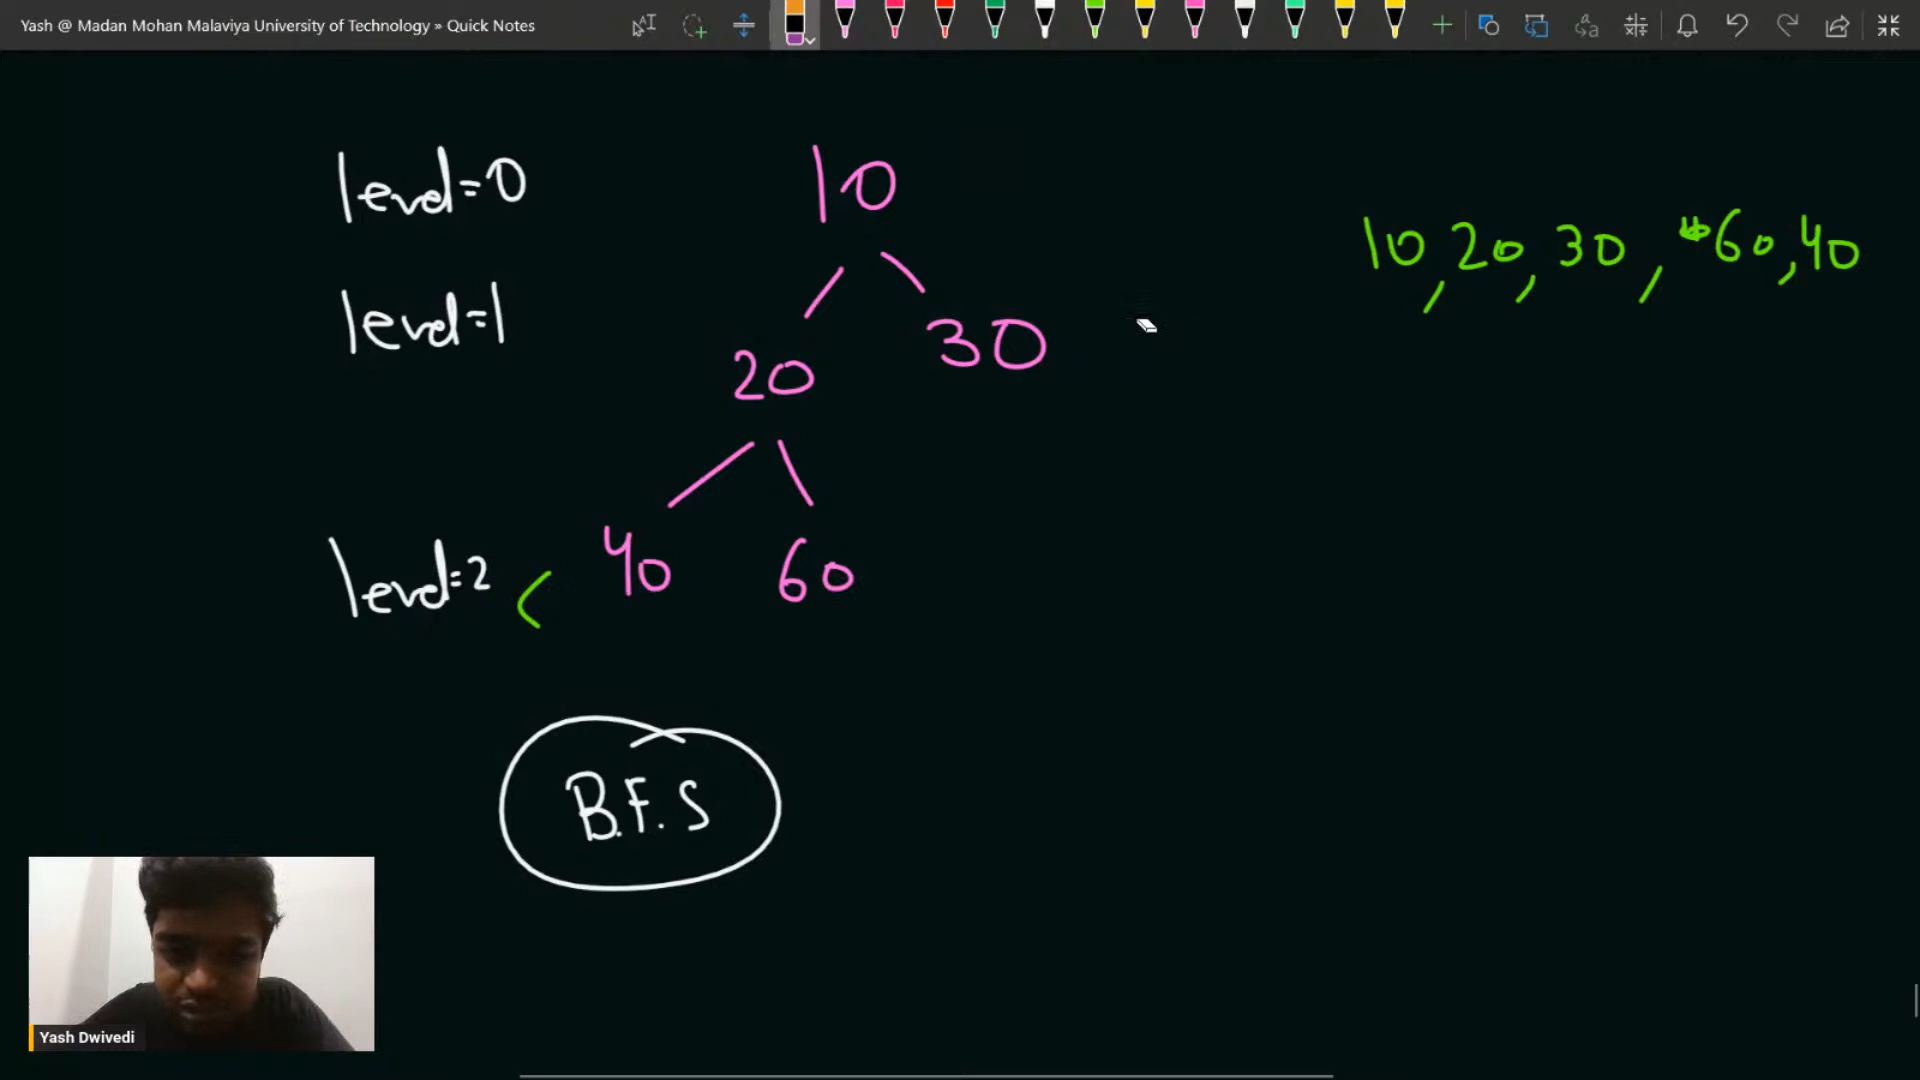 Yash @ Madan Mohan Malaviya University of Technology » Quick Notes
level=0
10
10, 20, 30, 60, 40
level=1
20
30
level=2
40
60
B.F.S
Yash Dwivedi